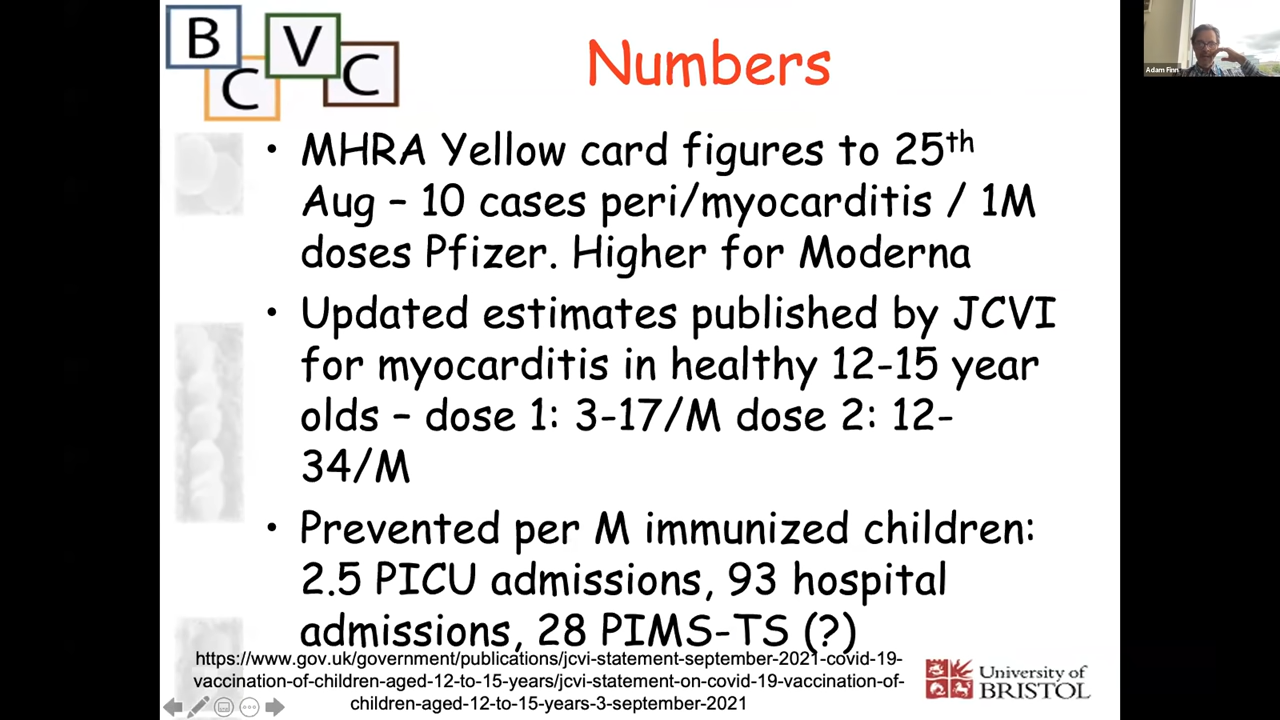 B
V
C
C
Numbers
Adam Finn
• MHRA Yellow card figures to 25th
Aug – 10 cases peri/myocarditis / 1M
doses Pfizer. Higher for Moderna
• Updated estimates published by JCVI
for myocarditis in healthy 12-15 year
olds – dose 1: 3-17/M dose 2: 12-
34/M
• Prevented per M immunized children:
2.5 PICU admissions, 93 hospital
admissions, 28 PIMS-TS (?)
https://www.gov.uk/government/publications/jcvi-statement-september-2021-covid-19-
vaccination-of-children-aged-12-to-15-years/jcvi-statement-on-covid-19-vaccination-of-
children-aged-12-to-15-years-3-september-2021
University of
BRISTOL